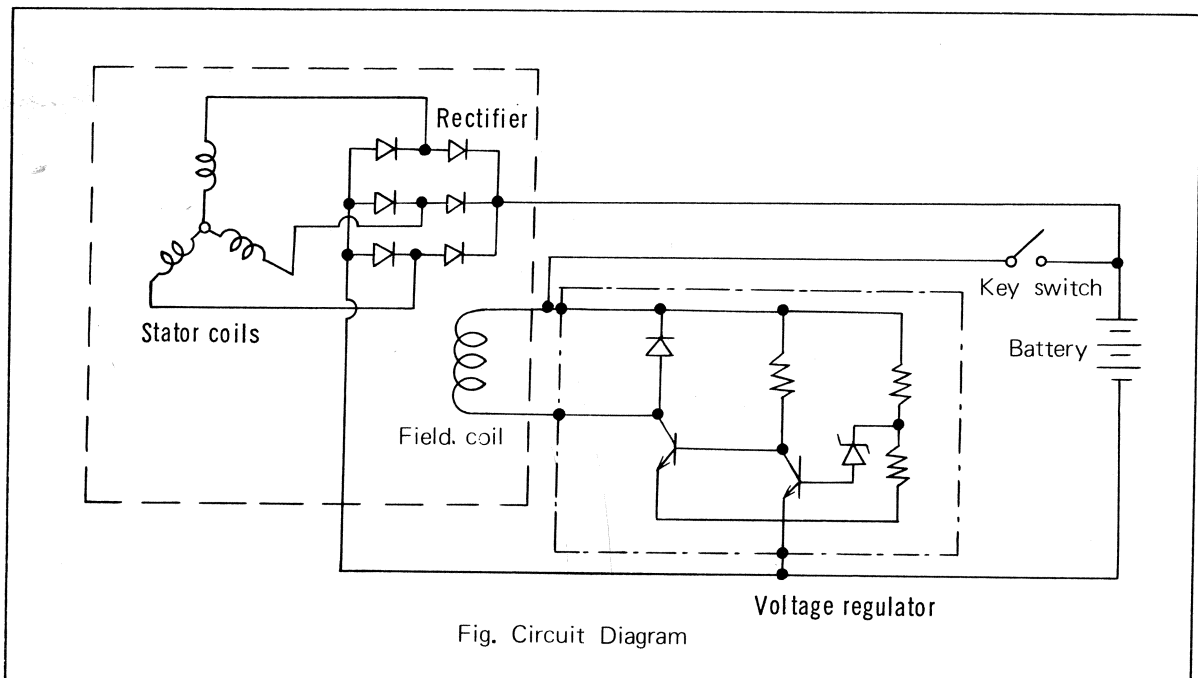 Rectifier
Stator coils
Key switch
Battery
Field. coil
Voltage regulator
Fig. Circuit Diagram